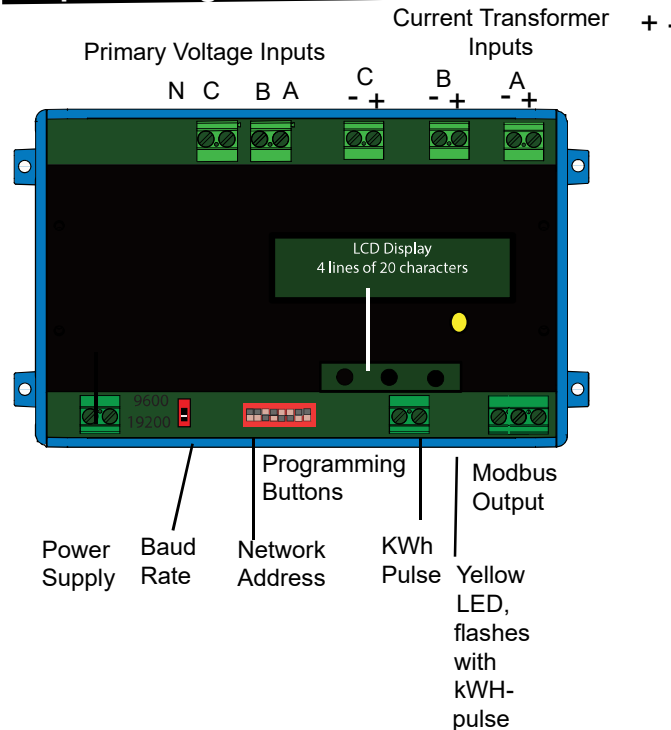 Current Transformer + -
Inputs
Primary Voltage Inputs
N C B A C B A
- + - + - +
LCD Display
4 lines of 20 characters
9600
19200
Programming
Buttons
Modbus
Output
Power
Supply
Baud
Rate
Network
Address
KWh
Pulse
Yellow
LED,
flashes
with
kWH-
pulse